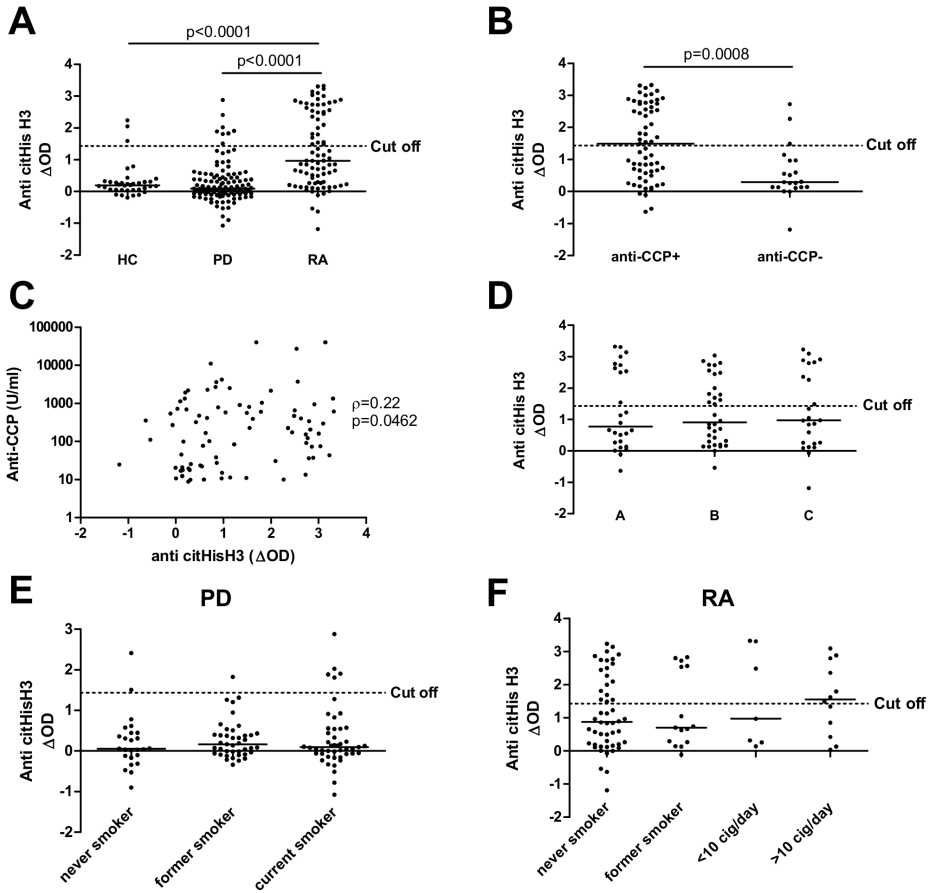 A
p<0.0001
p<0.0001
4
3
2
1
0
-1
-2
Anti citHis H3
ΔOD
Cut off
HC PD RA
B
p=0.0008
4
3
2
1
0
-1
-2
Anti citHis H3
ΔOD
Cut off
anti-CCP+ anti-CCP-
C
100000
10000
1000
100
10
1
Anti-CCP (U/ml)
ρ=0.22
p=0.0462
-2 -1 0 1 2 3 4
anti citHisH3 (ΔOD)
D
4
3
2
1
0
-1
-2
Anti citHis H3
ΔOD
Cut off
A B C
E
PD
3
2
1
0
-1
-2
Anti citHisH3
ΔOD
Cut off
never smoker
former smoker
current smoker
F
RA
4
3
2
1
0
-1
-2
Anti citHis H3
ΔOD
Cut off
never smoker
former smoker
<10 cig/day
>10 cig/day